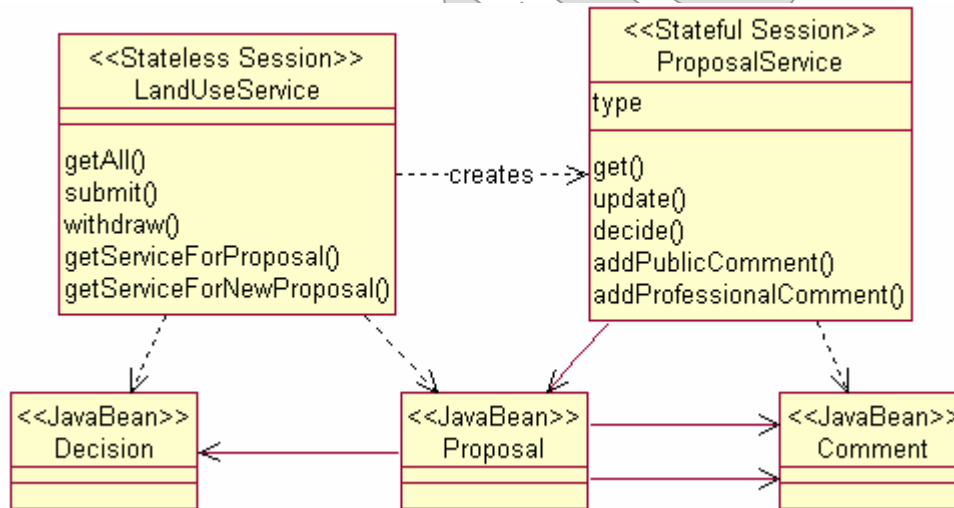 <<Stateless Session>>
LandUseService
getAll()
submit()
withdraw()
getServiceForProposal()
getServiceForNewProposal()
creates
<<Stateful Session>>
ProposalService
type
get()
update()
decide()
addPublicComment()
addProfessionalComment()
<<JavaBean>>
Decision
<<JavaBean>>
Proposal
<<JavaBean>>
Comment